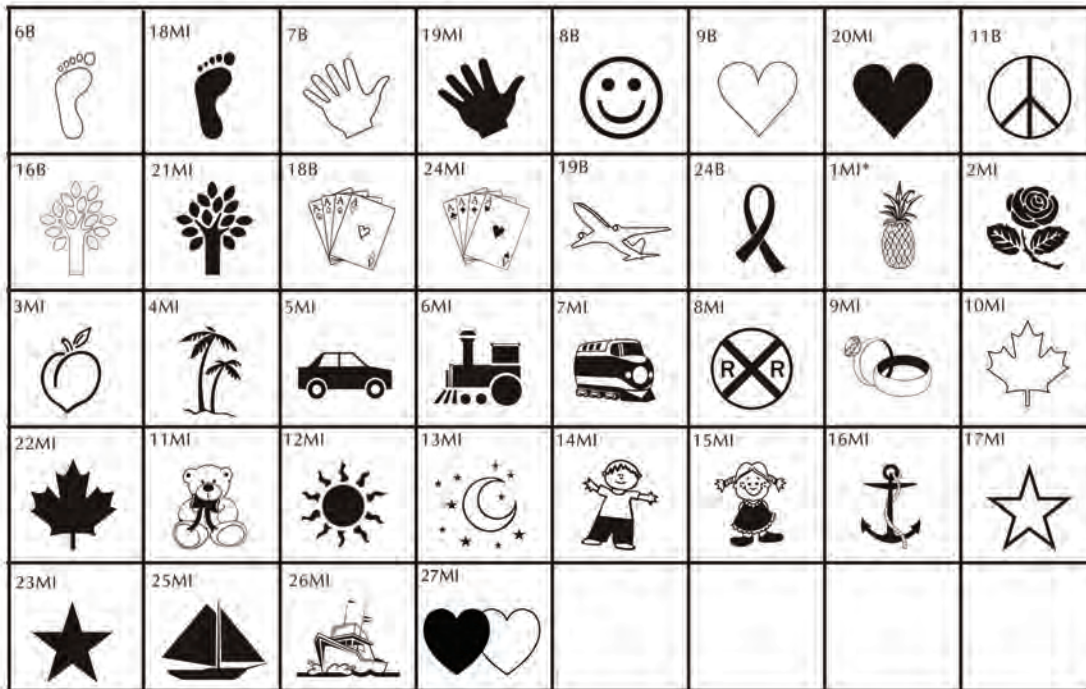 6B 18MI 7B 19MI 8B 9B 20MI 11B
16B 21MI 18B 24MI 19B 24B 1MI* 2MI
A A A A A A
3MI 4MI 5MI 6MI 7MI 8MI 9MI 10MI
R R
22MI 11MI 12MI 13MI 14MI 15MI 16MI 17MI
23MI 25MI 26MI 27MI